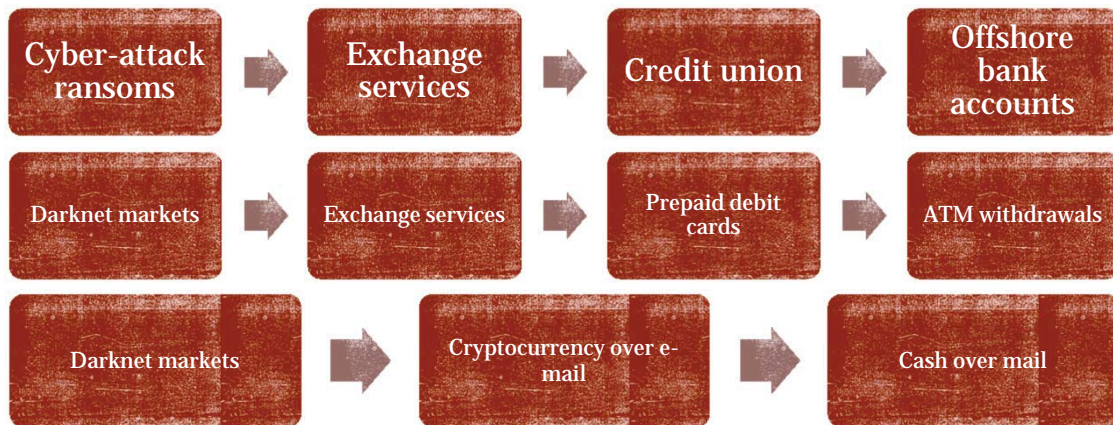 Cyber-attack
ransoms
Exchange
services
Credit union
Offshore
bank
accounts
Darknet markets
Exchange services
Prepaid debit
cards
ATM withdrawals
Darknet markets
Cryptocurrency over e-
mail
Cash over mail